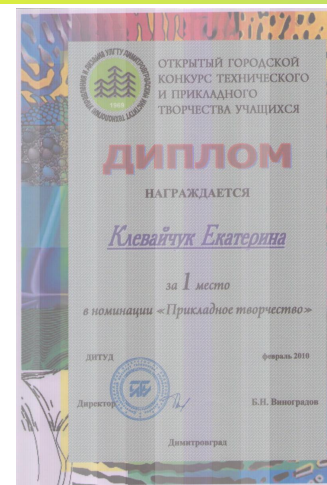 ОТКРЫТЫЙ ГОРОДСКОЙ
КОНКУРС ТЕХНИЧЕСКОГО
И ПРИКЛАДНОГО
ТВОРЧЕСТВА УЧАЩИХСЯ
ДИПЛОМ
НАГРАЖДАЕТСЯ
Клевайчук Екатерина
за 1 место
в номинации «Прикладное творчество»
ДИТУД
февраль 2010
Директор
Б.Н. Виноградов
Димитровград